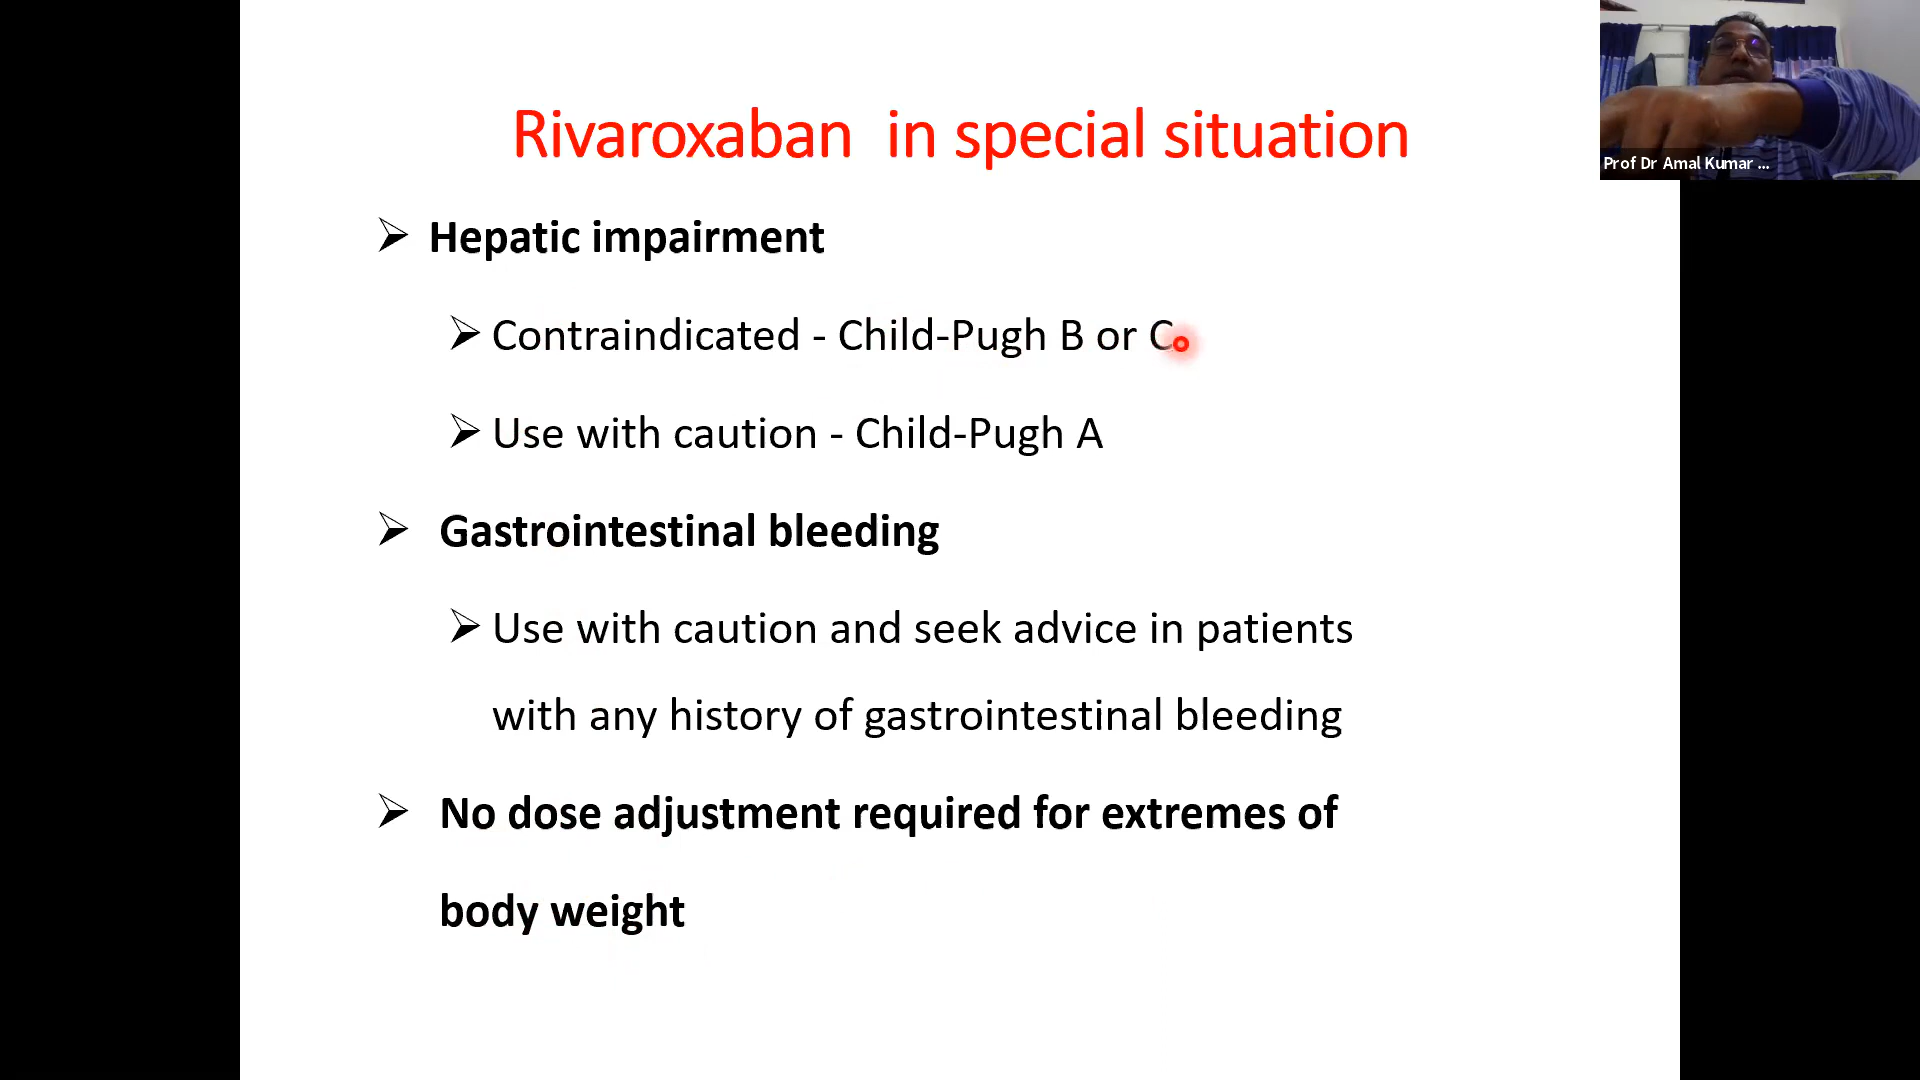 Rivaroxaban in special situation
Prof Dr Amal Kumar ...
➢ Hepatic impairment
➢ Contraindicated - Child-Pugh B or C
➢ Use with caution - Child-Pugh A
➢ Gastrointestinal bleeding
➢ Use with caution and seek advice in patients
with any history of gastrointestinal bleeding
➢ No dose adjustment required for extremes of
body weight